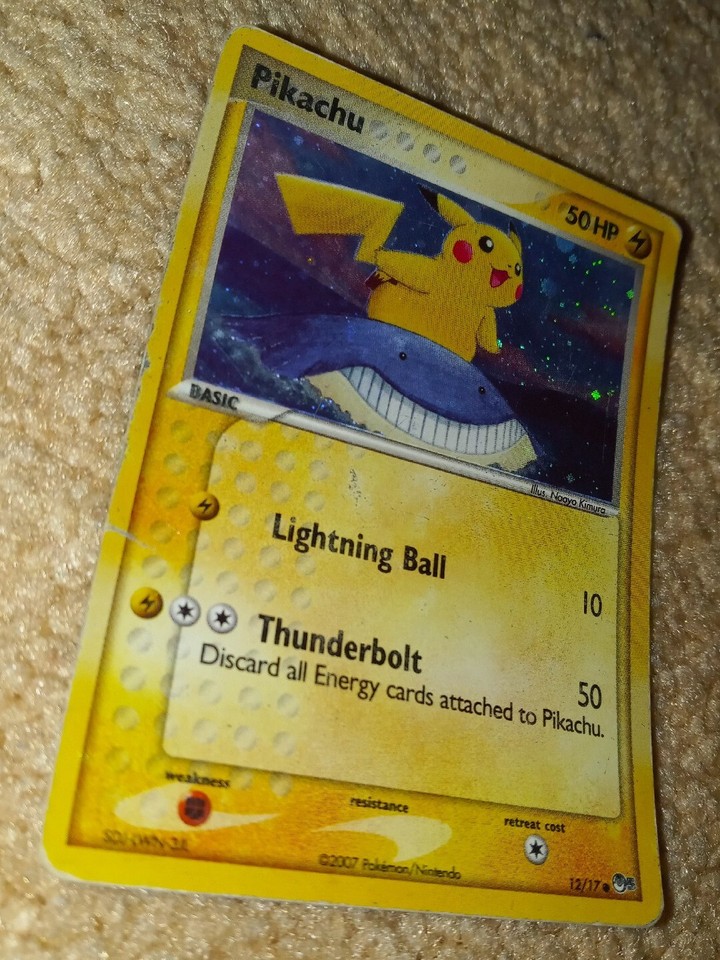 Pikachu
50 HP
BASIC
Illus. Naoyo Kimura
Lightning Ball
10
Thunderbolt
50
Discard all Energy cards attached to Pikachu.
weakness
resistance
retreat cost
©2007 Pokémon/Nintendo
12/17